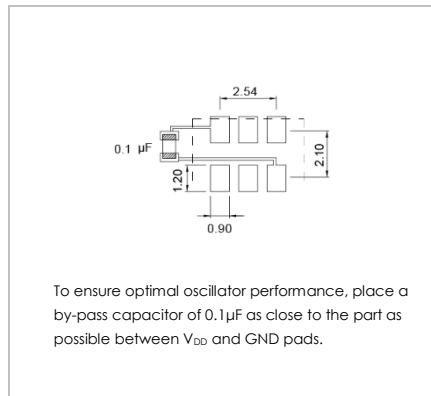 2.54
0.1 µF
2.10
1.20
0.90
To ensure optimal oscillator performance, place a
by-pass capacitor of 0.1µF as close to the part as
possible between VDD and GND pads.